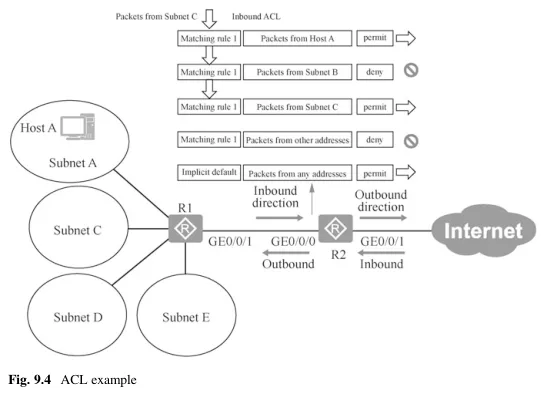 Packets from Subnet C
Inbound ACL
Matching rule 1 Packets from Host A permit
Matching rule 1 Packets from Subnet B deny
Matching rule 1 Packets from Subnet C permit
Matching rule 1 Packets from other addresses deny
Implicit default Packets from any addresses permit
Host A
Subnet A
Inbound
direction
Outbound
direction
R1
R
R
Internet
Subnet C
GE0/0/1
GE0/0/0
GE0/0/1
R2
Outbound
Inbound
Subnet D
Subnet E
Fig. 9.4 ACL example